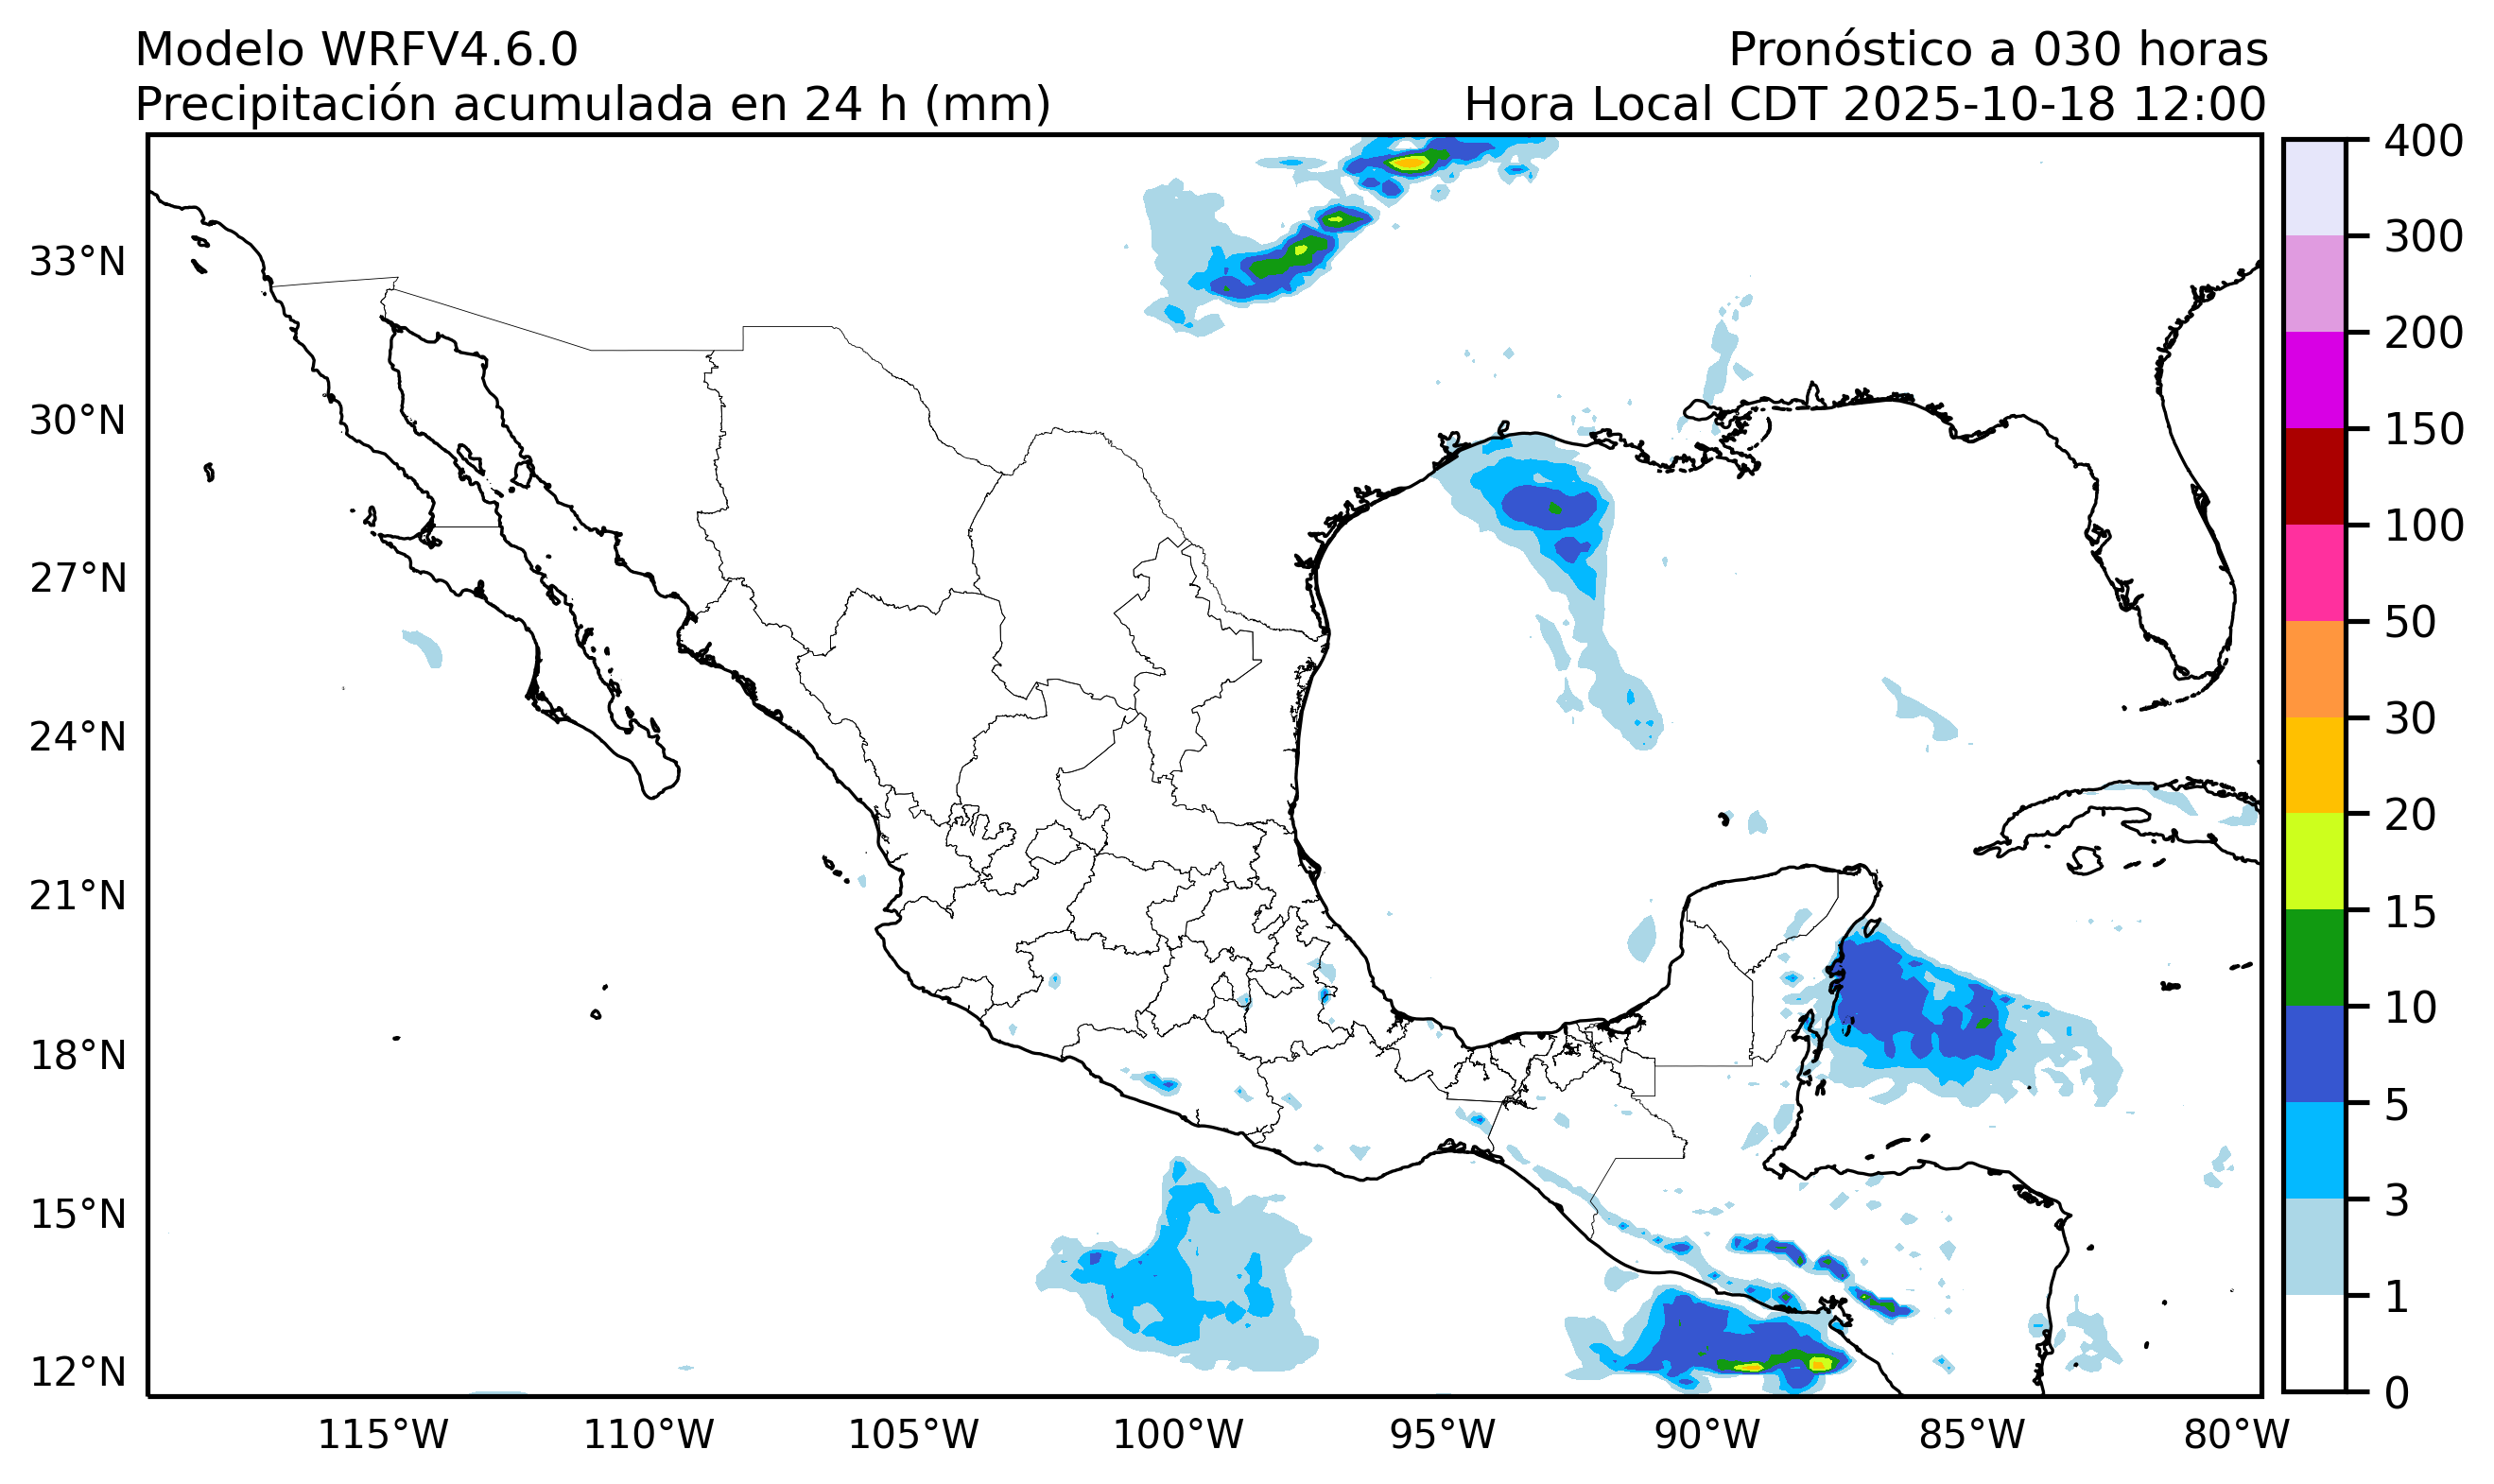 Modelo WRFV4.6.0
Pronóstico a 030 horas
Precipitación acumulada en 24 h (mm)
Hora Local CDT 2025-10-18 12:00
33°N
30°N
27°N
24°N
21°N
18°N
15°N
12°N
115°W
110°W
105°W
100°W
95°W
90°W
85°W
80°W
400
300
200
150
100
50
30
20
15
10
5
3
1
0